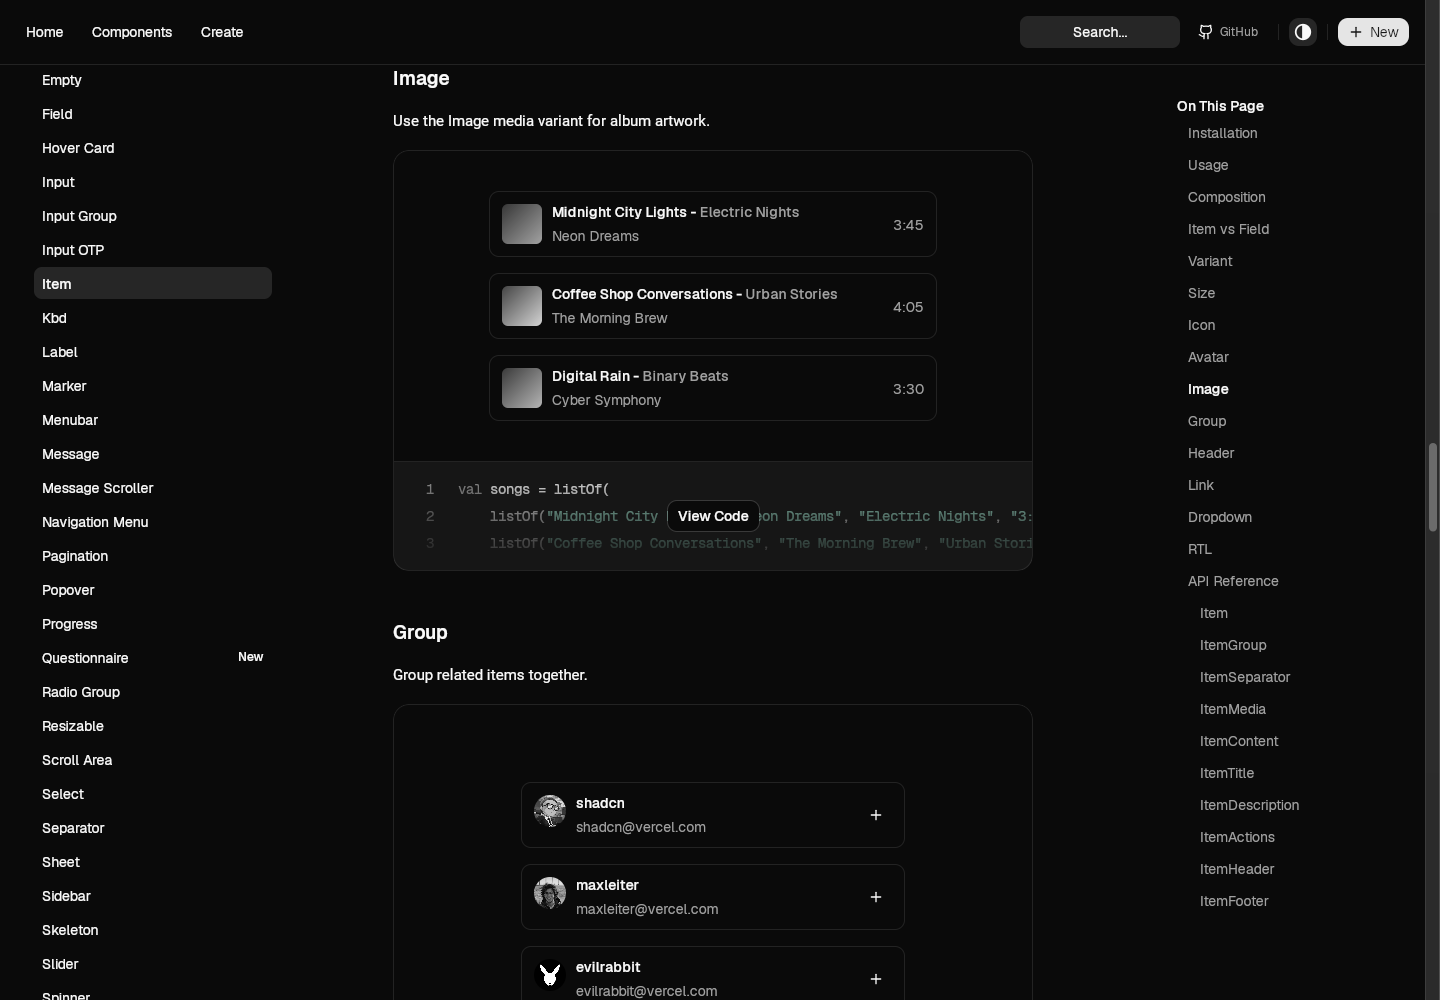 Home
Components
Create
Search...
GitHub
New
Empty
Field
Hover Card
Input
Input Group
Input OTP
Item
Kbd
Label
Marker
Menubar
Message
Message Scroller
Navigation Menu
Pagination
Popover
Progress
Questionnaire New
Radio Group
Resizable
Scroll Area
Select
Separator
Sheet
Sidebar
Skeleton
Slider
Spinner
Image
Use the Image media variant for album artwork.
Midnight City Lights - Electric Nights
Neon Dreams
3:45
Coffee Shop Conversations - Urban Stories
The Morning Brew
4:05
Digital Rain - Binary Beats
Cyber Symphony
3:30
1 val songs = listOf(
2 listOf("Midnight City
View Code
Dreams", "Electric Nights", "3:
3 listOf("Coffee Shop Conversations", "The Morning Brew", "Urban Stori
Group
Group related items together.
shadcn
shadcn@vercel.com
maxleiter
maxleiter@vercel.com
evilrabbit
evilrabbit@vercel.com
On This Page
Installation
Usage
Composition
Item vs Field
Variant
Size
Icon
Avatar
Image
Group
Header
Link
Dropdown
RTL
API Reference
Item
ItemGroup
ItemSeparator
ItemMedia
ItemContent
ItemTitle
ItemDescription
ItemActions
ItemHeader
ItemFooter